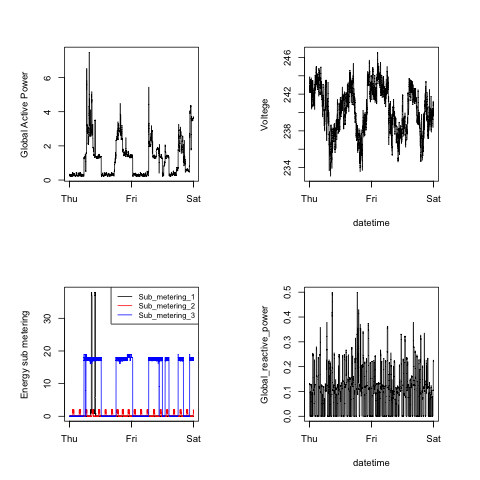 Global Active Power
0 2 4 6
Thu Fri Sat
Voltege
234 238 242 246
Thu Fri Sat
datetime
Energy sub metering
0 10 20 30
Sub_metering_1
Sub_metering_2
Sub_metering_3
Thu Fri Sat
Global_reactive_power
0.0 0.1 0.2 0.3 0.4 0.5
Thu Fri Sat
datetime